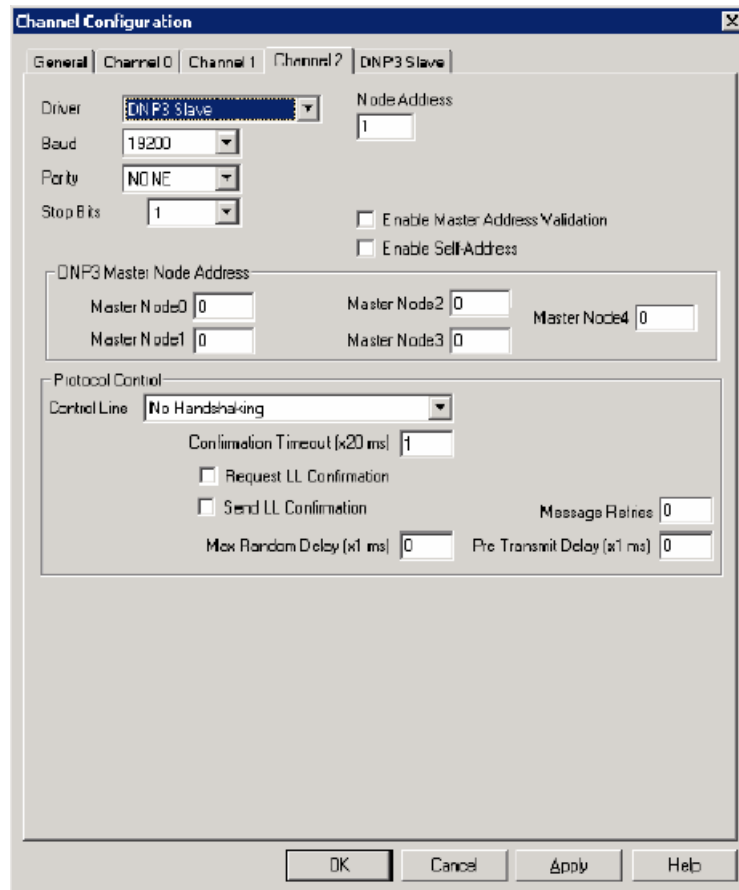 Channel Configuration
General Channel 0 Channel 1 Channel 2 DNP3 Slave
Driver DNP3 Slave
Node Address
1
Baud 19200
Parity NONE
Stop Bits 1
Enable Master Address Validation
Enable Self-Address
DNP3 Master Node Address
Master Node0 0 Master Node2 0 Master Node4 0
Master Node1 0 Master Node3 0
Protocol Control
Control Line No Handshaking
Confirmation Timeout (x20 ms) 1
Request LL Confirmation
Send LL Confirmation
Message Retries 0
Max Random Delay (x1 ms) 0 Pre Transmit Delay (x1 ms) 0
OK Cancel Apply Help